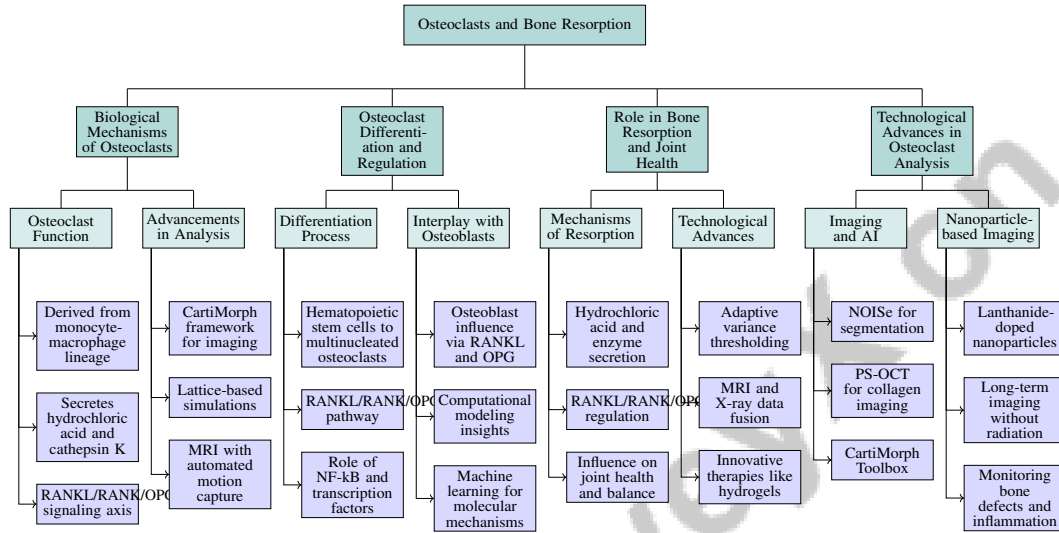 Osteoclasts and Bone Resorption
Biological
Mechanisms
of Osteoclasts
Osteoclast
Differenti-
ation and
Regulation
Role in Bone
Resorption
and Joint
Health
Technological
Advances in
Osteoclast
Analysis
Osteoclast
Function
Advancements
in Analysis
Differentiation
Process
Interplay with
Osteoblasts
Mechanisms
of Resorption
Technological
Advances
Imaging
and AI
Nanoparticle-
based Imaging
Derived from
monocyte-
macrophage
lineage
Secretes
hydrochloric
acid and
cathepsin K
RANKL/RANK/OPG
signaling axis
CartiMorph
framework
for imaging
Lattice-based
simulations
MRI with
automated
motion
capture
Hematopoietic
stem cells to
multinucleated
osteoclasts
RANKL/RANK/OPG
pathway
Role of
NF-kB and
transcription
factors
Osteoblast
influence
via RANKL
and OPG
Computational
modeling
insights
Machine
learning for
molecular
mechanisms
Hydrochloric
acid and
enzyme
secretion
RANKL/RANK/OPG
regulation
Influence on
joint health
and balance
Adaptive
variance
thresholding
MRI and
X-ray data
fusion
Innovative
therapies like
hydrogels
NOISe for
segmentation
PS-OCT
for collagen
imaging
CartiMorph
Toolbox
Lanthanide-
doped
nanoparticles
Long-term
imaging
without
radiation
Monitoring
bone
defects and
inflammation